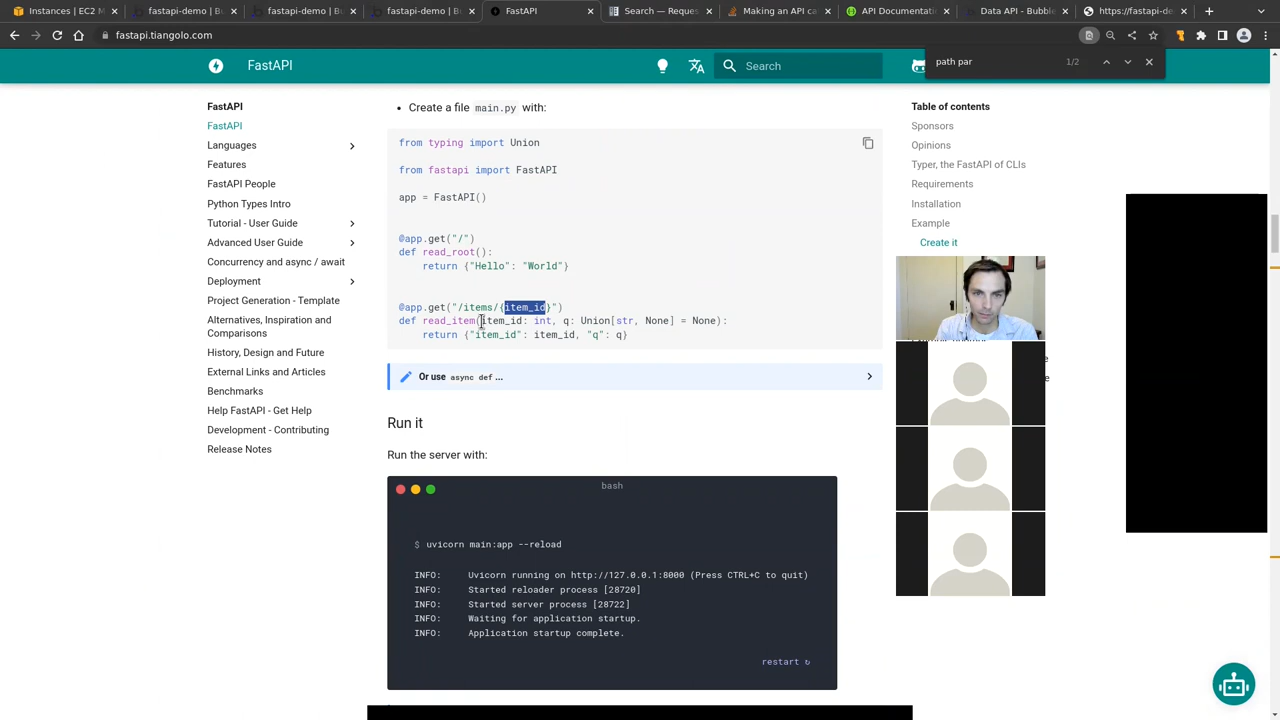 Instances | EC2 M
Demo - Beam A
Demo - Beam A
FastAPI
Search – Reques
Making an API C
API Documentati
Data API - Burbl
https://fastapi-de
fastapi.tiangolo.com
FastAPI
Search
path par
1/2
FastAPI
FastAPI
Languages
Features
FastAPI People
Python Types Intro
Tutorial - User Guide
Advanced User Guide
Concurrency and async / await
Deployment
Project Generation - Template
Alternatives, Inspiration and
Comparisons
History, Design and Future
External Links and Articles
Benchmarks
Help FastAPI - Get Help
Development - Contributing
Release Notes
Create a file main.py with:
from typing import Union
from fastapi import FastAPI
app = FastAPI()
@app.get("/")
def read_root():
return {"Hello": "World"}
@app.get("/items/{item_id}")
def read_item(item_id: int, q: Union[str, None] = None):
return {"item_id": item_id, "q": q}
Or use async def...
Run it
Run the server with:
bash
$ uvicorn main:app --reload
INFO: Uvicorn running on http://127.0.0.1:8000 (Press CTRL+C to quit)
INFO: Started reloader process [28720]
INFO: Started server process [28722]
INFO: Waiting for application startup.
INFO: Application startup complete.
restart ↻
Table of contents
Sponsors
Opinions
Typer, the FastAPI of CLIs
Requirements
Installation
Example
Create it